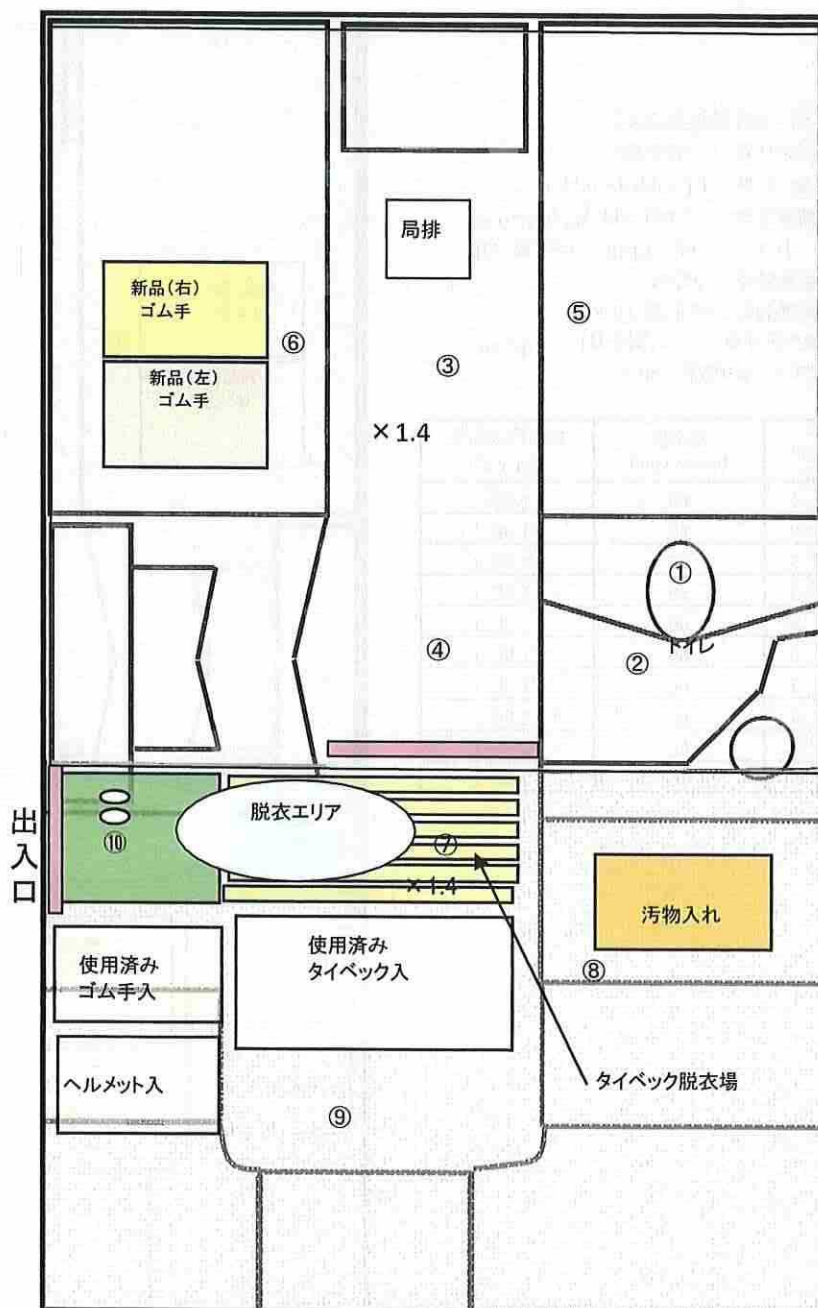 局排
新品(右)
ゴム手
⑥
新品(左)
ゴム手
⑤
③
×1.4
①
トイレ
②
④
出入口
⑩
脱衣エリア
⑦
×1.4
汚物入れ
使用済み
ゴム手入
使用済み
タイベック入
⑧
ヘルメット入
タイベック脱衣場
⑨